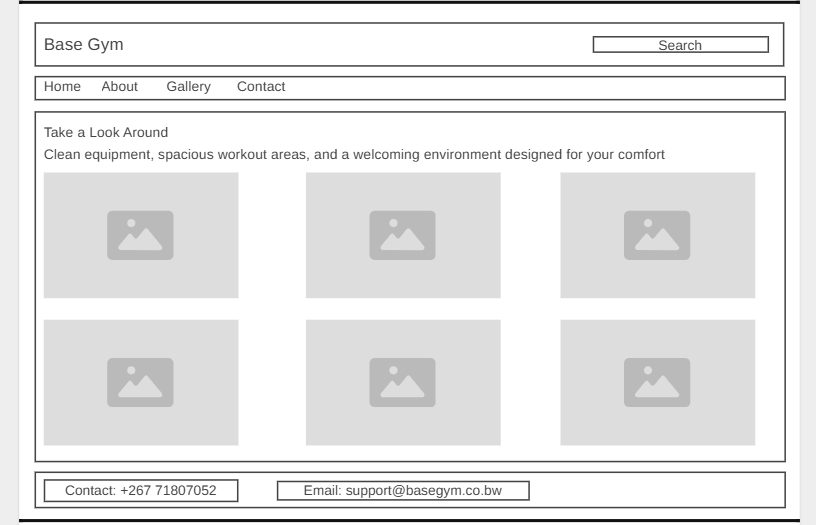 Base Gym
Search
Home About Gallery Contact
Take a Look Around
Clean equipment, spacious workout areas, and a welcoming environment designed for your comfort
Contact: +267 71807052
Email: support@basegym.co.bw